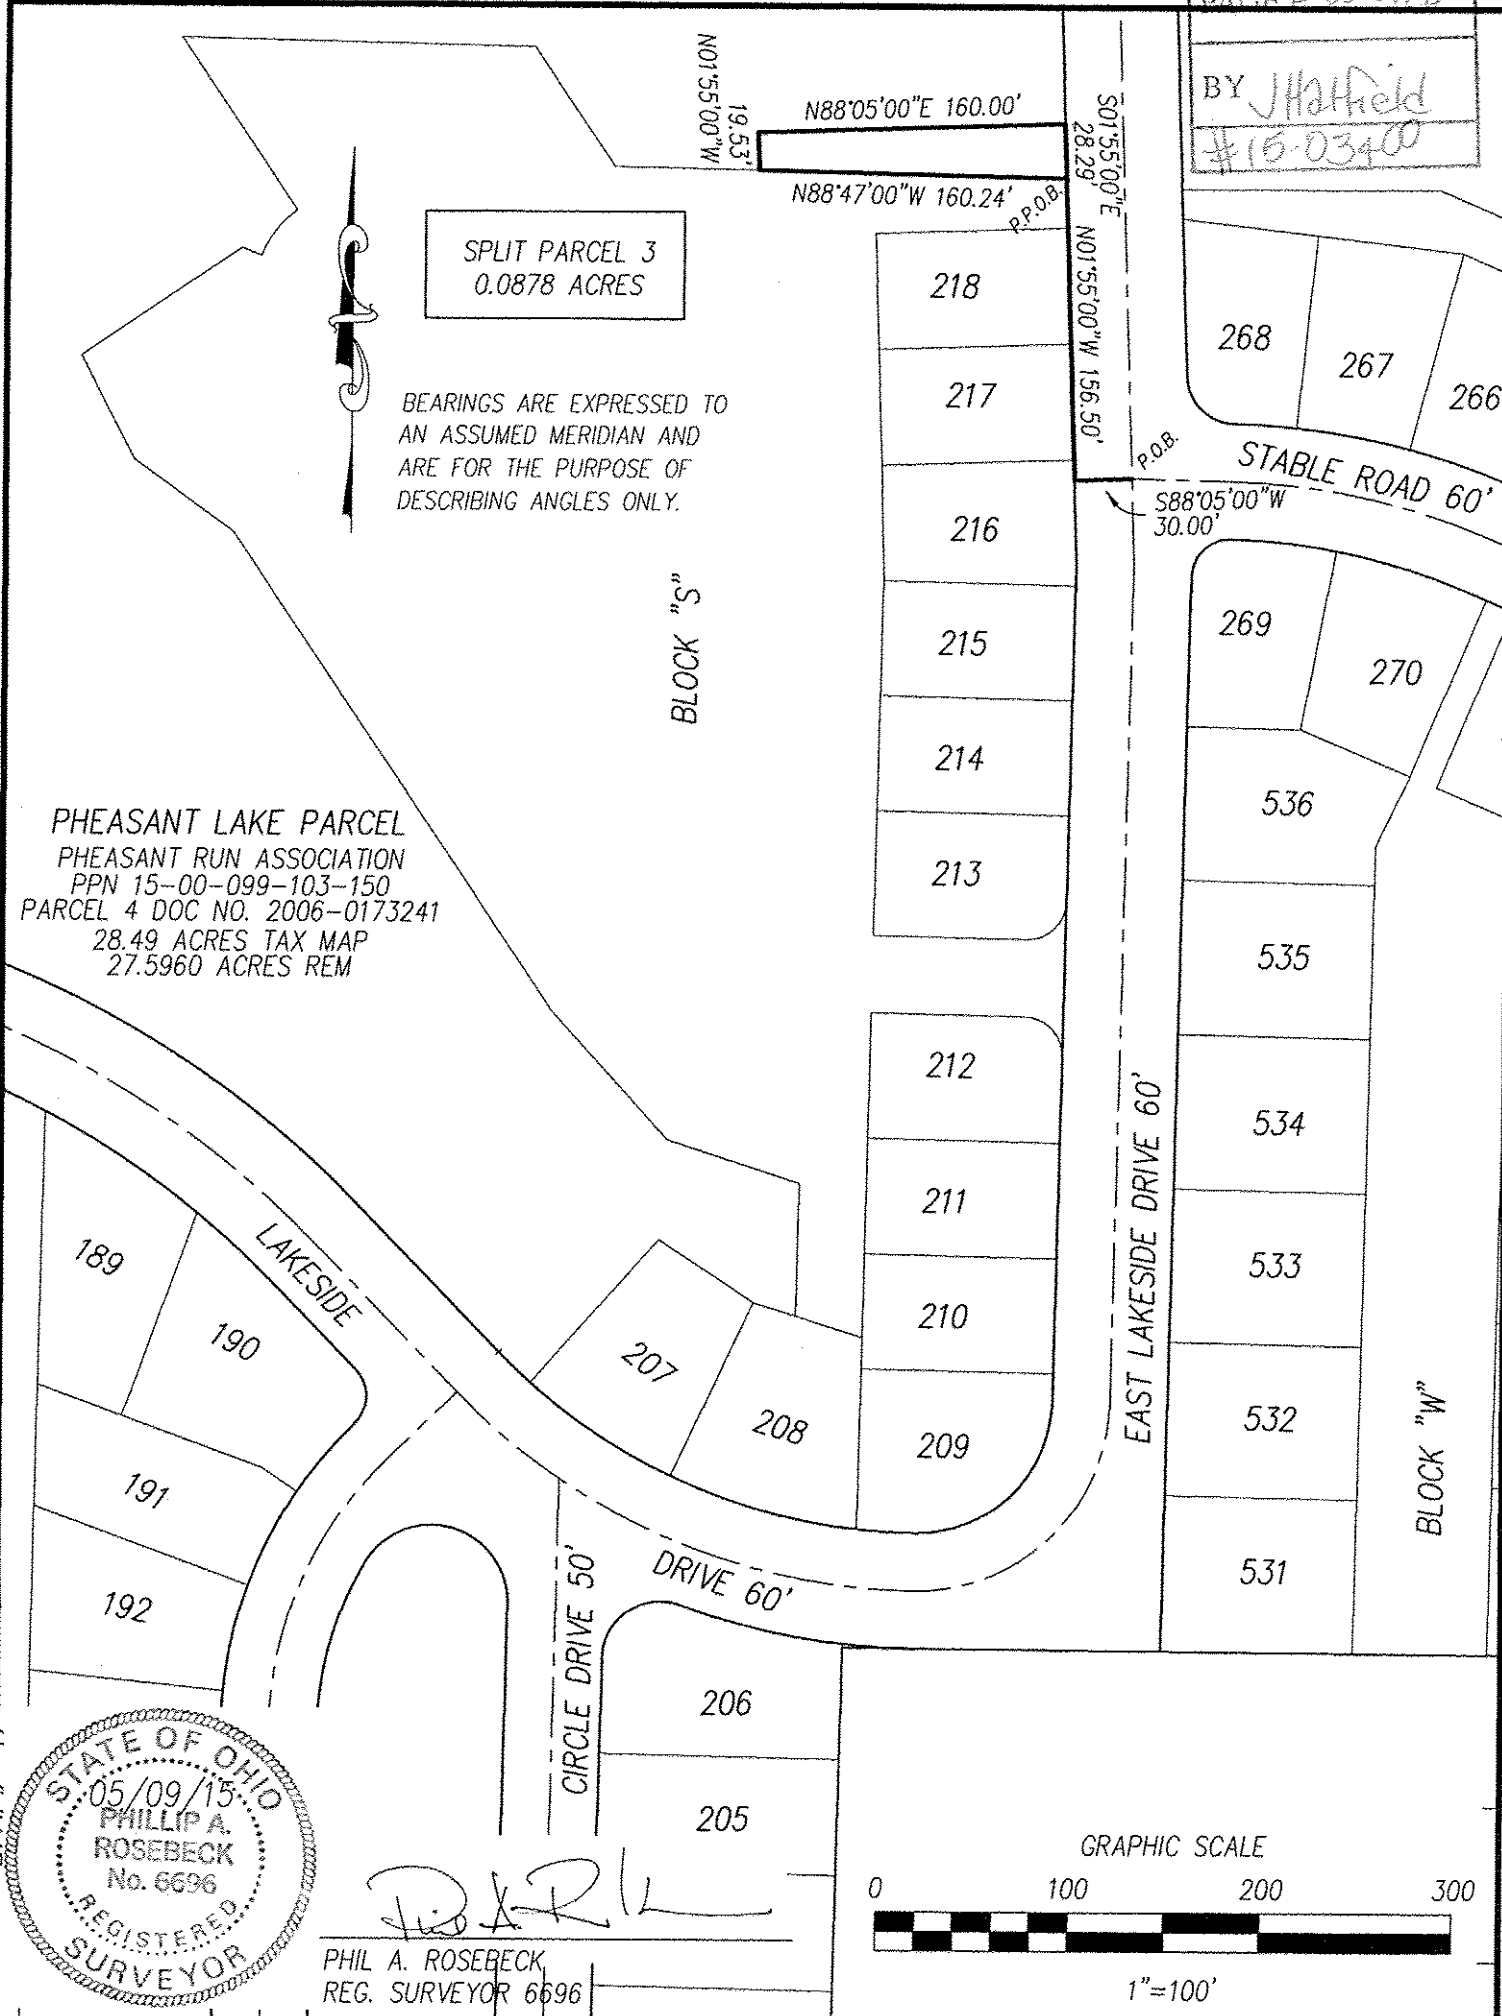 BY JHatfield
#15-03400
N01°55'00"W
19.53'
N88°05'00"E 160.00'
N88°47'00"W 160.24'
P.P.O.B.
S01°55'00"E
28.29'
N01°55'00"W 156.50'
SPLIT PARCEL 3
0.0878 ACRES
BEARINGS ARE EXPRESSED TO
AN ASSUMED MERIDIAN AND
ARE FOR THE PURPOSE OF
DESCRIBING ANGLES ONLY.
218
217
216
215
214
213
212
211
210
209
208
207
268
267
266
P.O.B.
STABLE ROAD 60'
S88°05'00"W
30.00'
269
270
536
535
534
533
532
531
BLOCK "S"
BLOCK "W"
PHEASANT LAKE PARCEL
PHEASANT RUN ASSOCIATION
PPN 15-00-099-103-150
PARCEL 4 DOC NO. 2006-0173241
28.49 ACRES TAX MAP
27.5960 ACRES REM
EAST LAKESIDE DRIVE 60'
LAKESIDE
DRIVE 60'
189
190
191
192
CIRCLE DRIVE 50'
206
205
STATE OF OHIO
05/09/15
PHILLIP A.
ROSEBECK
No. 6696
REGISTERED
SURVEYOR
PHIL A. ROSEBECK
REG. SURVEYOR 6696
GRAPHIC SCALE
0 100 200 300
1"=100'